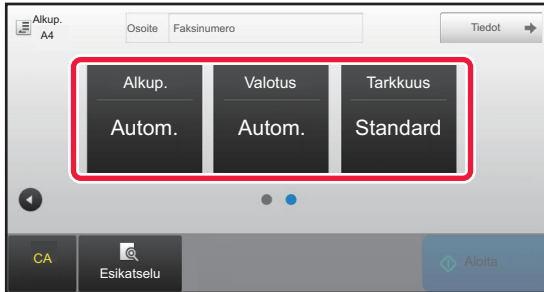 Alkup.
A4
Osoite Faksinumero
Tiedot
Alkup. Valotus Tarkkuus
Autom. Autom. Standard
CA
Esikatselu
Aloita